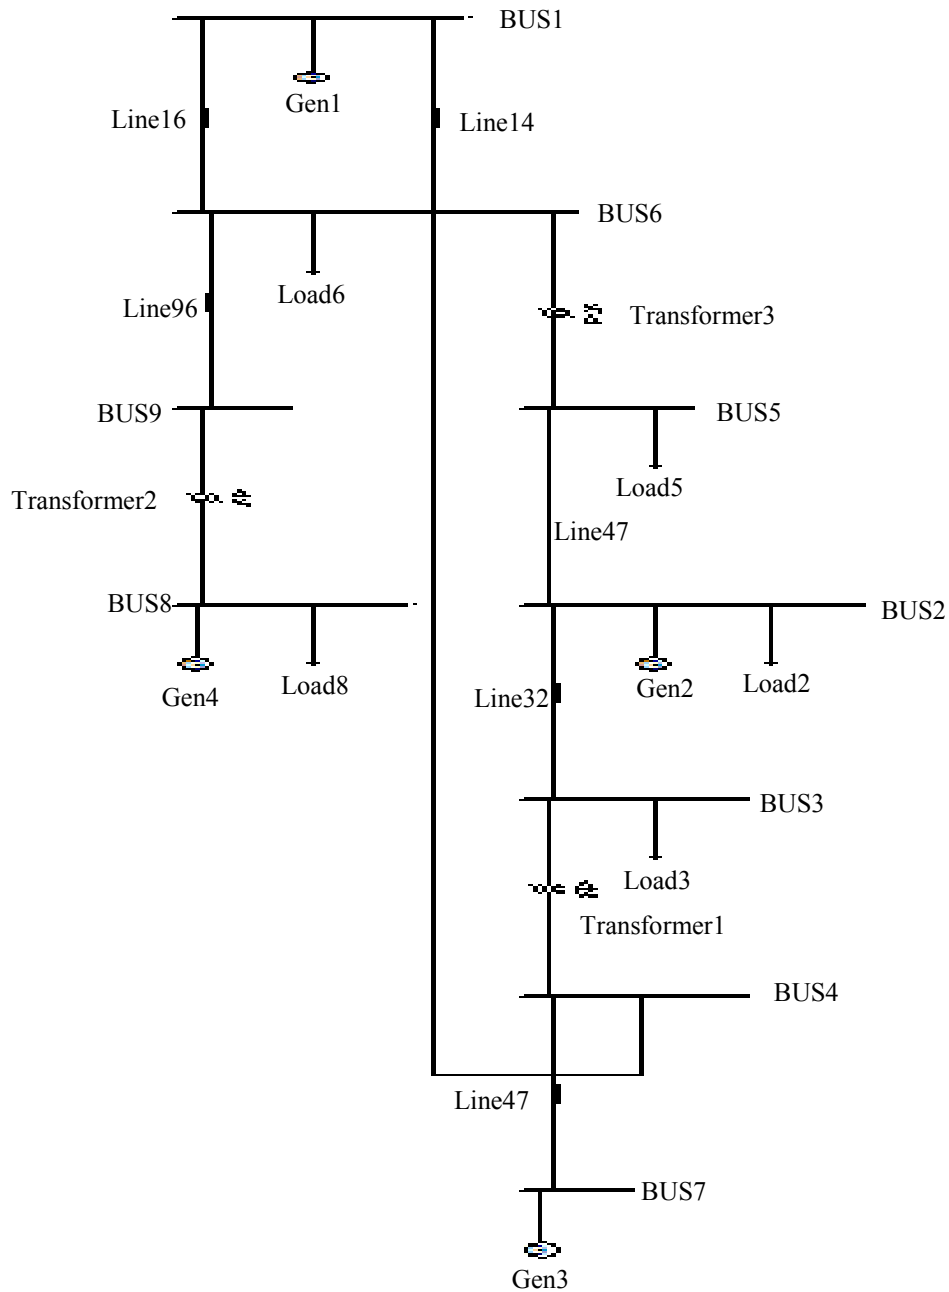 BUS1
Gen1
Line16
Line14
BUS6
Load6
Line96
Transformer3
BUS9
BUS5
Load5
Transformer2
Line47
BUS8
BUS2
Gen4
Load8
Line32
Gen2
Load2
BUS3
Load3
Transformer1
BUS4
Line47
BUS7
Gen3